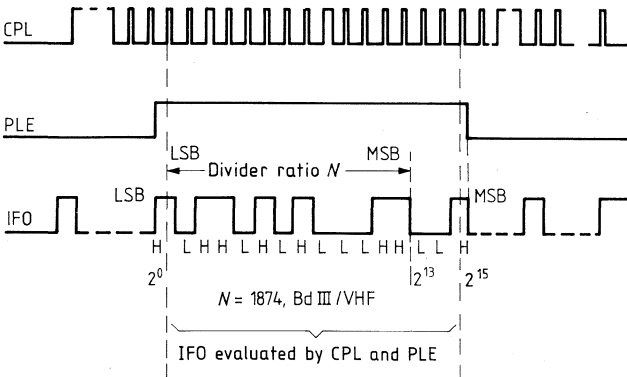 CPL
PLE
LSB MSB
Divider ratio N
LSB MSB
IFO
H L H H L H L H L L L H H L L H
2⁰ 2¹³ 2¹⁵
N = 1874, Bd III/VHF
IFO evaluated by CPL and PLE